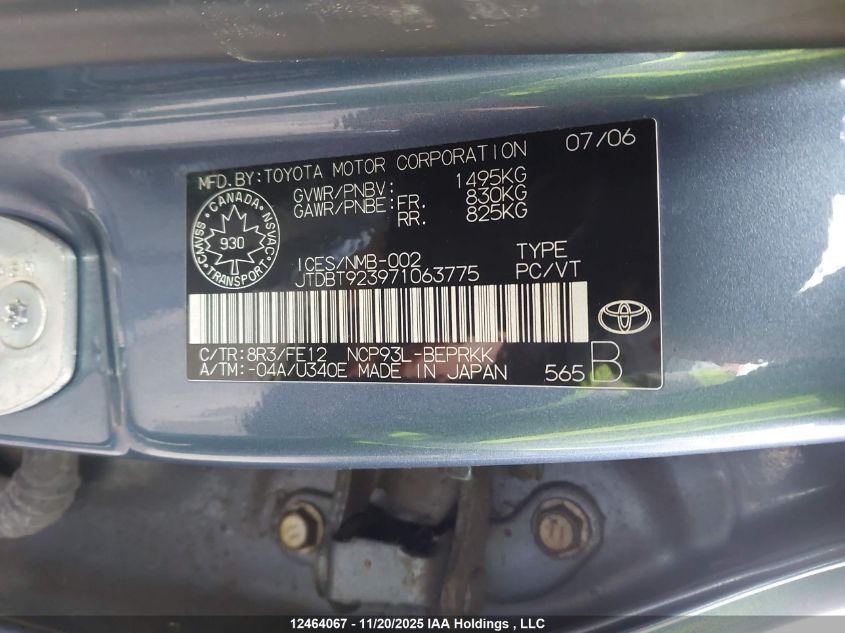 MFD.BY:TOYOTA MOTOR CORPORATION 07/06
GVWR/PNBV: 1495KG
GAWR/PNBE:FR. 830KG
RR. 825KG
CANADA
CMVSS 930 NSVAC
TRANSPORT
ICES/NMB-002 TYPE
JTDBT923971063775 PC/VT
C/TR:8R3/FE12 NCP93L-BEPRKK
A/TM:-04A/U340E MADE IN JAPAN 565 B
12464067 - 11/20/2025 IAA Holdings , LLC